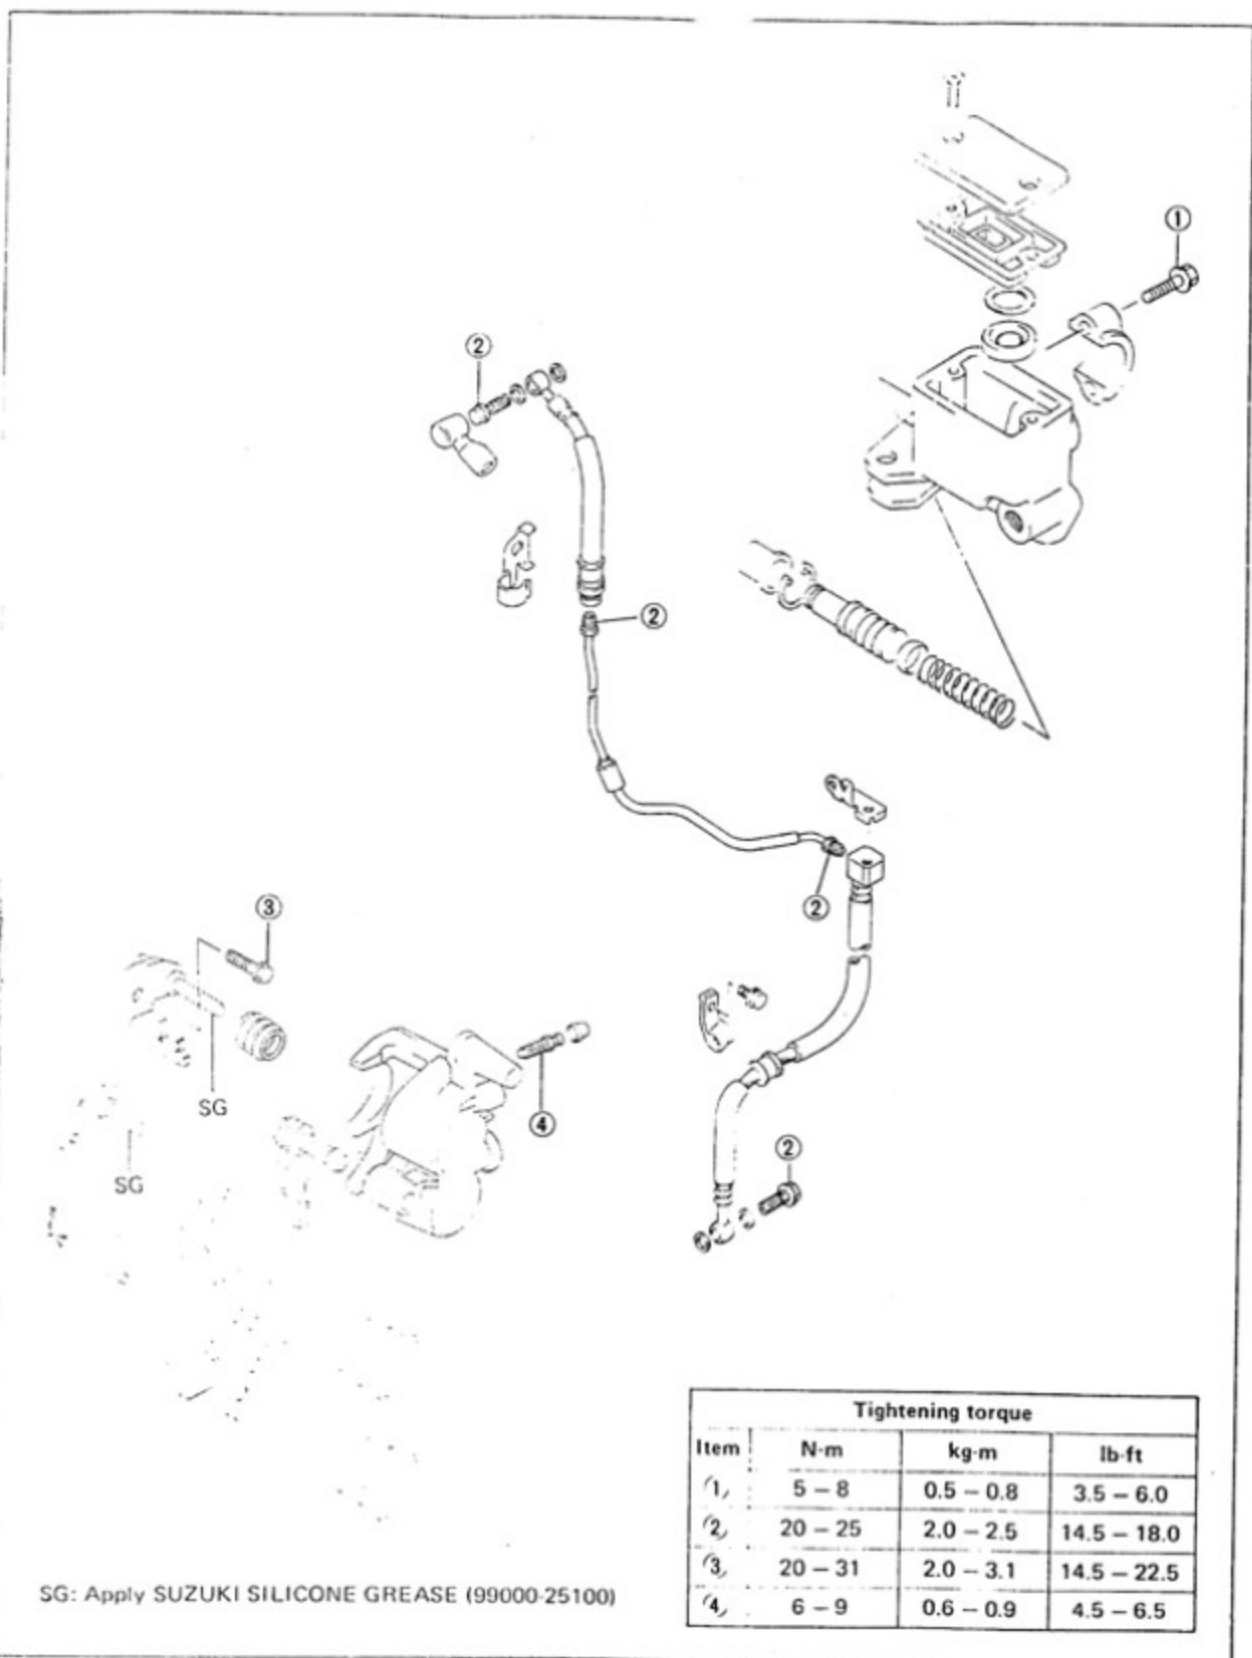 ①
②
②
②
③
SG
④
SG
②
Tightening torque
Item N·m kg-m lb-ft
(1) 5 – 8 0.5 – 0.8 3.5 – 6.0
(2) 20 – 25 2.0 – 2.5 14.5 – 18.0
(3) 20 – 31 2.0 – 3.1 14.5 – 22.5
(4) 6 – 9 0.6 – 0.9 4.5 – 6.5
SG: Apply SUZUKI SILICONE GREASE (99000-25100)